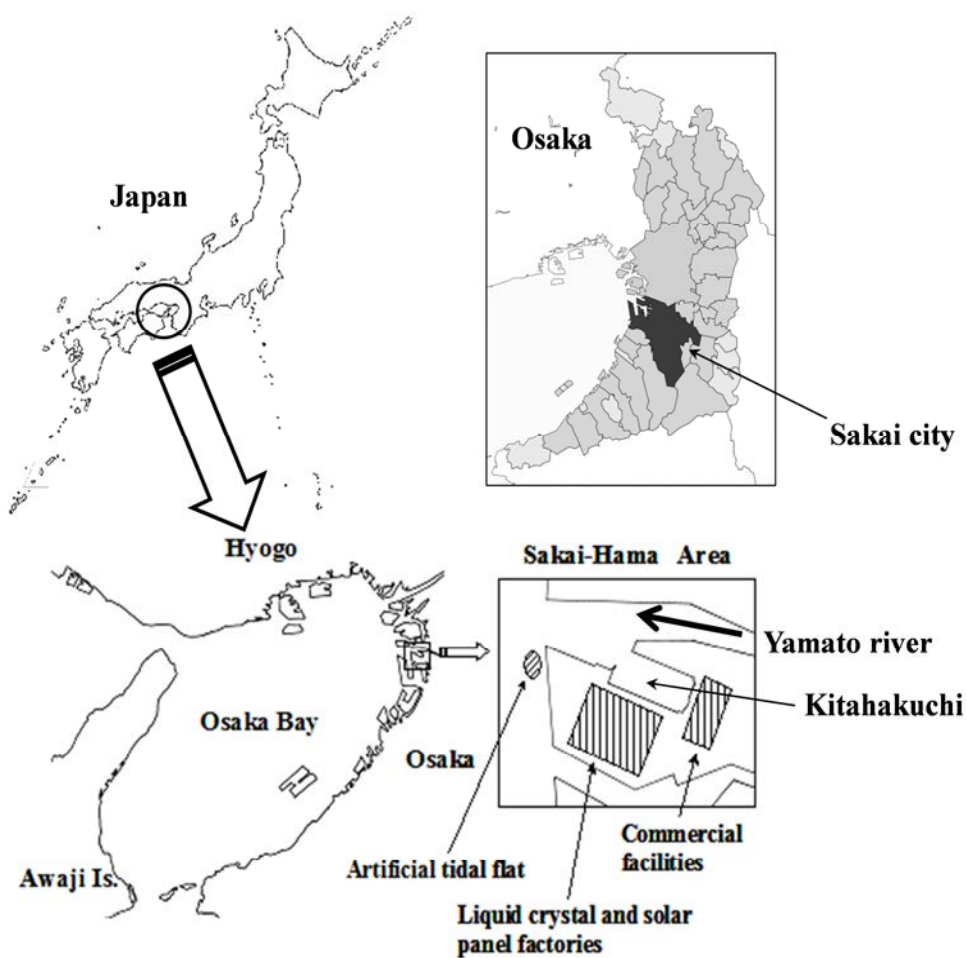 Japan
Osaka
Sakai city
Hyogo
Osaka Bay
Osaka
Awaji Is.
Sakai-Hama Area
Yamato river
Kitahakuchi
Commercial
facilities
Artificial tidal flat
Liquid crystal and solar
panel factories